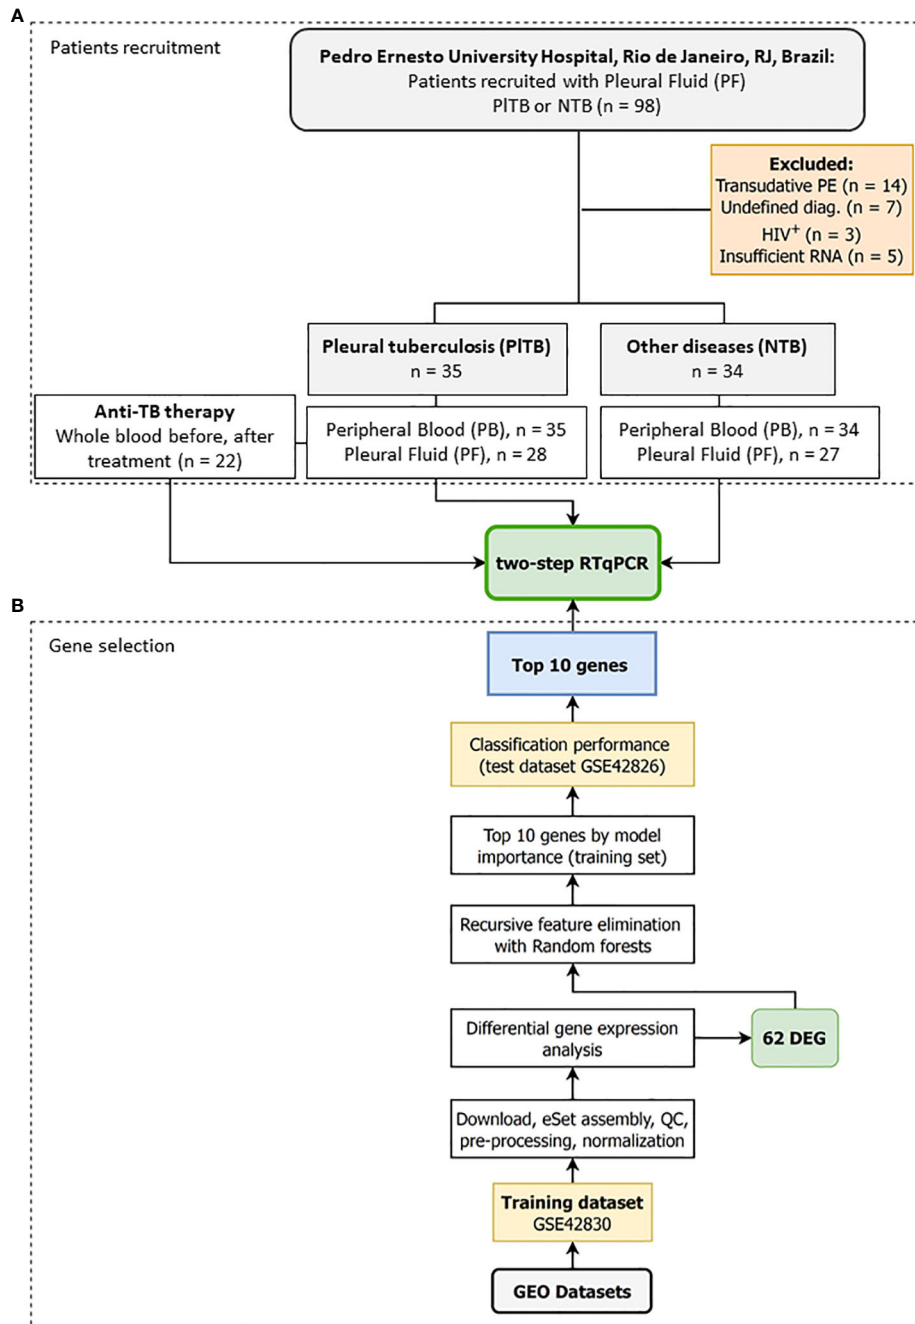 A
Patients recruitment
Pedro Ernesto University Hospital, Rio de Janeiro, RJ, Brazil:
Patients recruited with Pleural Fluid (PF)
PlTB or NTB (n = 98)
Excluded:
Transudative PE (n = 14)
Undefined diag. (n = 7)
HIV+ (n = 3)
Insufficient RNA (n = 5)
Pleural tuberculosis (PlTB)
n = 35
Other diseases (NTB)
n = 34
Anti-TB therapy
Whole blood before, after
treatment (n = 22)
Peripheral Blood (PB), n = 35
Pleural Fluid (PF), n = 28
Peripheral Blood (PB), n = 34
Pleural Fluid (PF), n = 27
two-step RTqPCR
B
Gene selection
Top 10 genes
Classification performance
(test dataset GSE42826)
Top 10 genes by model
importance (training set)
Recursive feature elimination
with Random forests
Differential gene expression
analysis
62 DEG
Download, eSet assembly, QC,
pre-processing, normalization
Training dataset
GSE42830
GEO Datasets